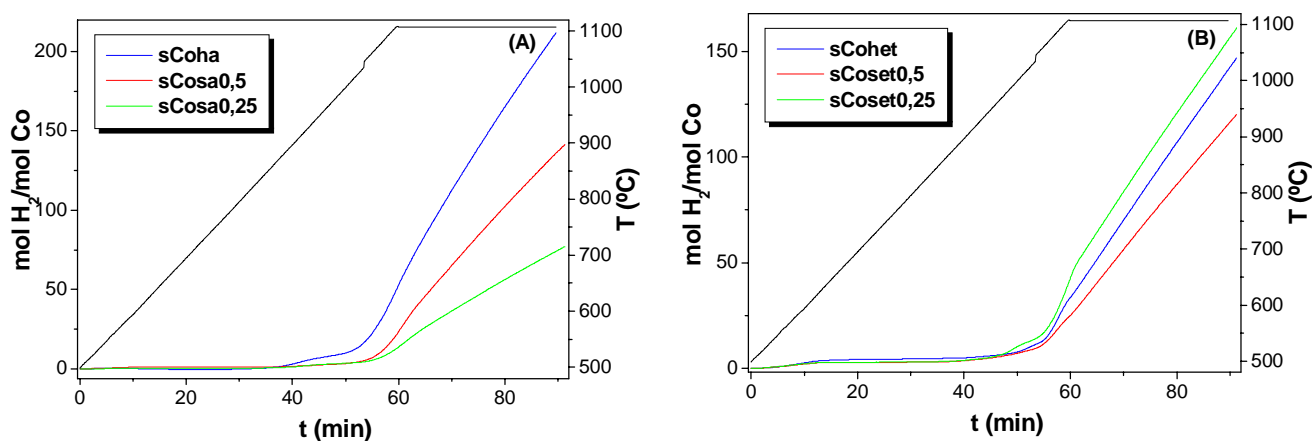 (A)
sCoha
sCosa0,5
sCosa0,25
mol H2/mol Co
200
150
100
50
0
1100
1000
900
800
700
600
500
T (ºC)
0 20 40 60 80
t (min)
(B)
sCohet
sCoset0,5
sCoset0,25
mol H2/mol Co
150
100
50
0
1100
1000
900
800
700
600
500
T (ºC)
0 20 40 60 80
t (min)